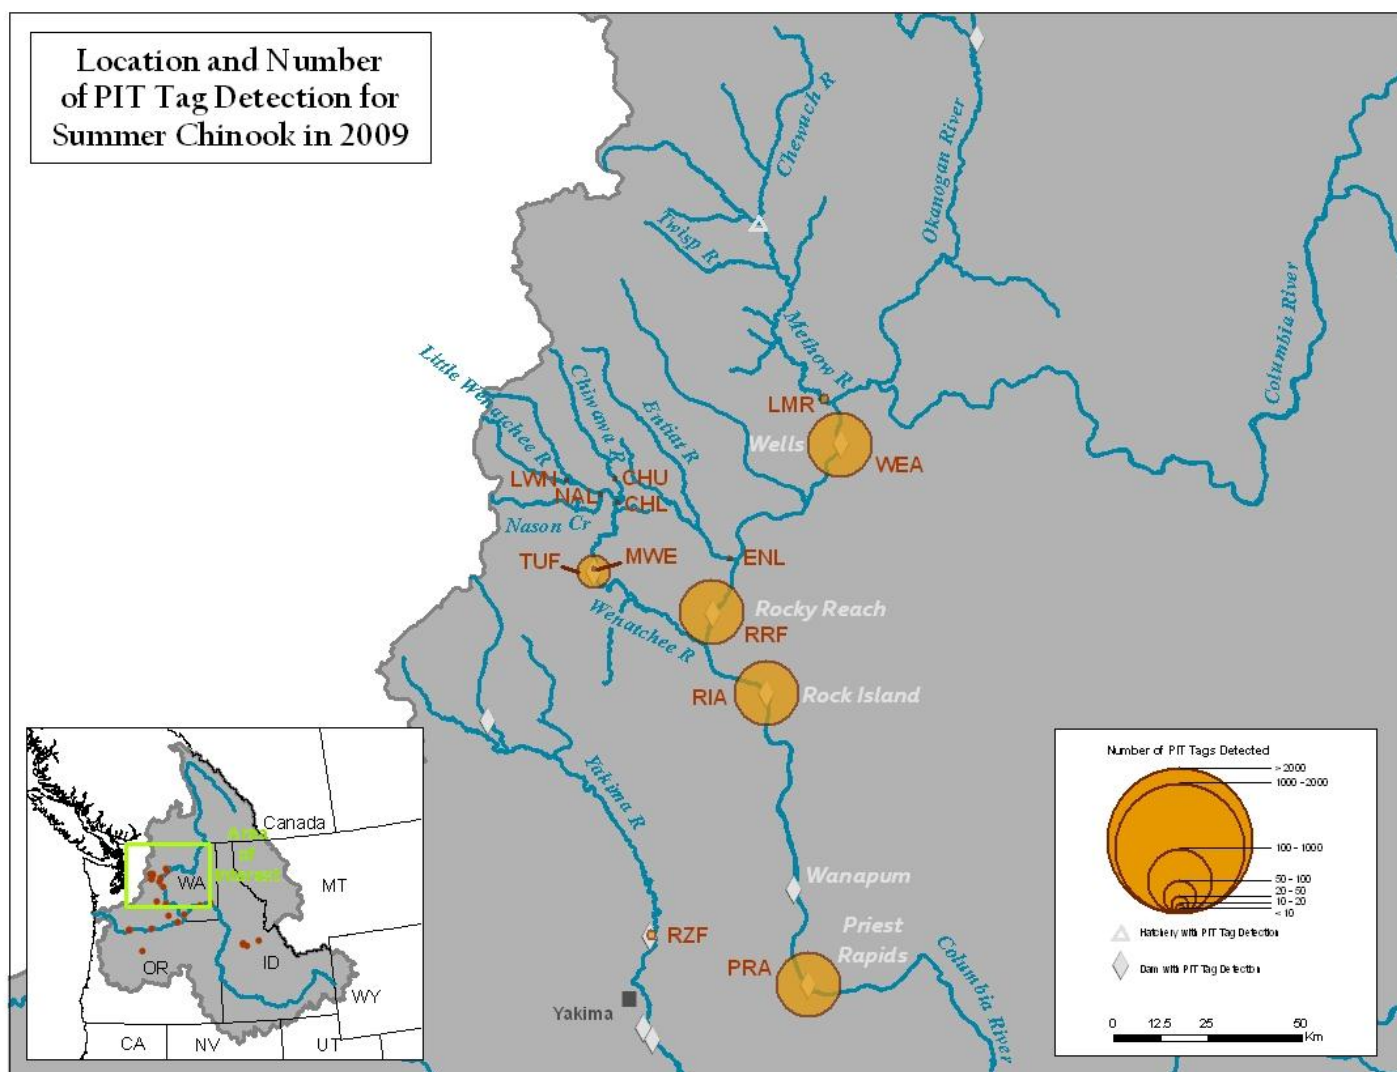 Location and Number
of PIT Tag Detection for
Summer Chinook in 2009
Chewuch R
Okanogan River
Twisp R
Columbia River
Methow R
Little Wenatchee R
Chiwawa R
Entiat R
LMR
Wells
WEA
LWN
CHU
NAL
CHL
Nason Cr
TUF
MWE
ENL
Rocky Reach
RRF
Wenatchee R
RIA
Rock Island
Yakima R
Wanapum
RZF
Priest
Rapids
PRA
Columbia River
Yakima
Canada
WA
MT
OR
ID
WY
CA
NV
UT
Number of PIT Tags Detected
> 2000
1000 - 2000
100 - 1000
50 - 100
20 - 50
10 - 20
< 10
Hatchery with PIT Tag Detection
Dam with PIT Tag Detection
0 12.5 25 50
Km